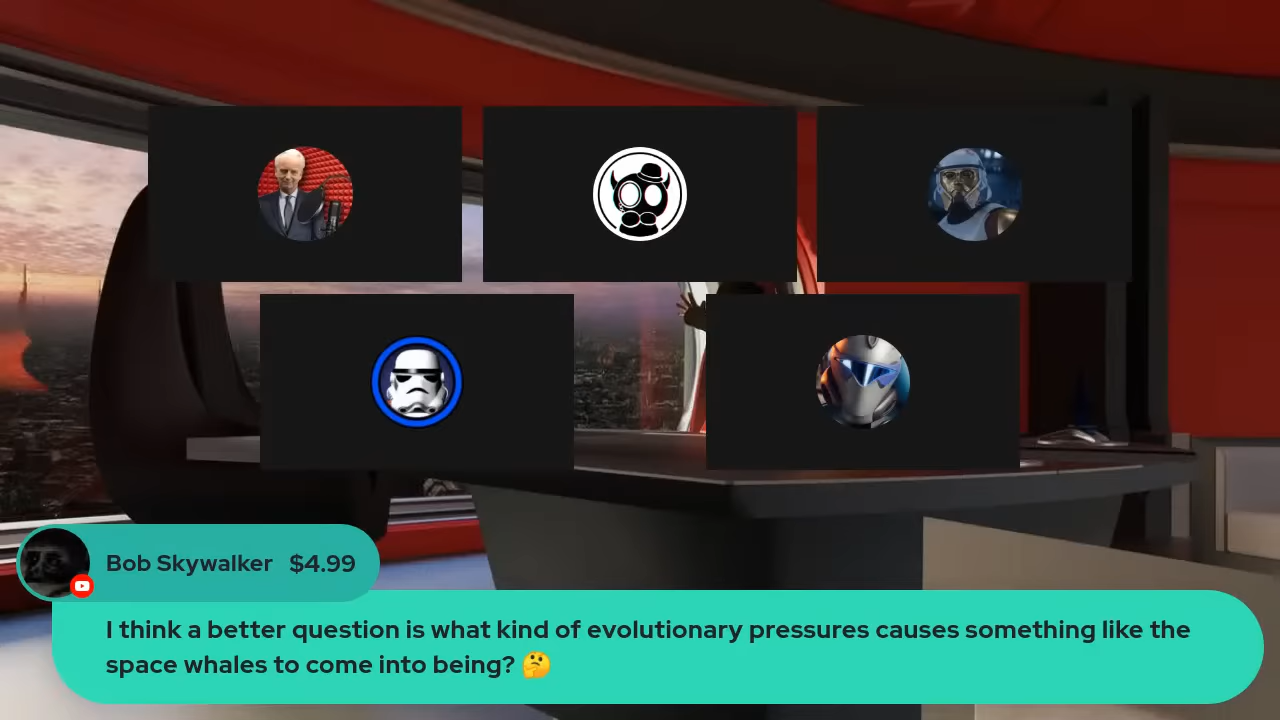 Bob Skywalker $4.99
I think a better question is what kind of evolutionary pressures causes something like the
space whales to come into being? 🤔